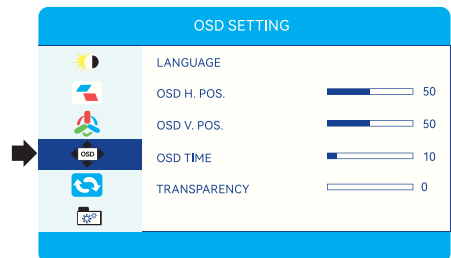 OSD SETTING
LANGUAGE
OSD H. POS. 50
OSD V. POS. 50
OSD
OSD TIME 10
TRANSPARENCY 0